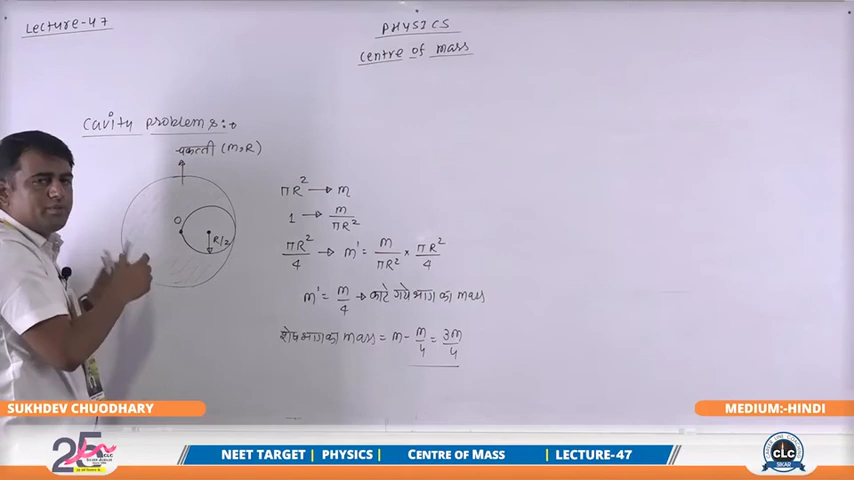 Lecture-47
PHYSICS
Centre of mass
Cavity problems:-
चकत्ती (M,R)
πR² → M
1 → M/πR²
πR²/4 → M' = M/πR² × πR²/4
M' = M/4 → काटे गये भाग का mass
शेष भाग का mass = M - M/4 = 3M/4
O
R/2
SUKHDEV CHUODHARY
MEDIUM:-HINDI
25
CLC
NEET TARGET | PHYSICS | CENTRE OF MASS | LECTURE-47
CLC
SIKAR